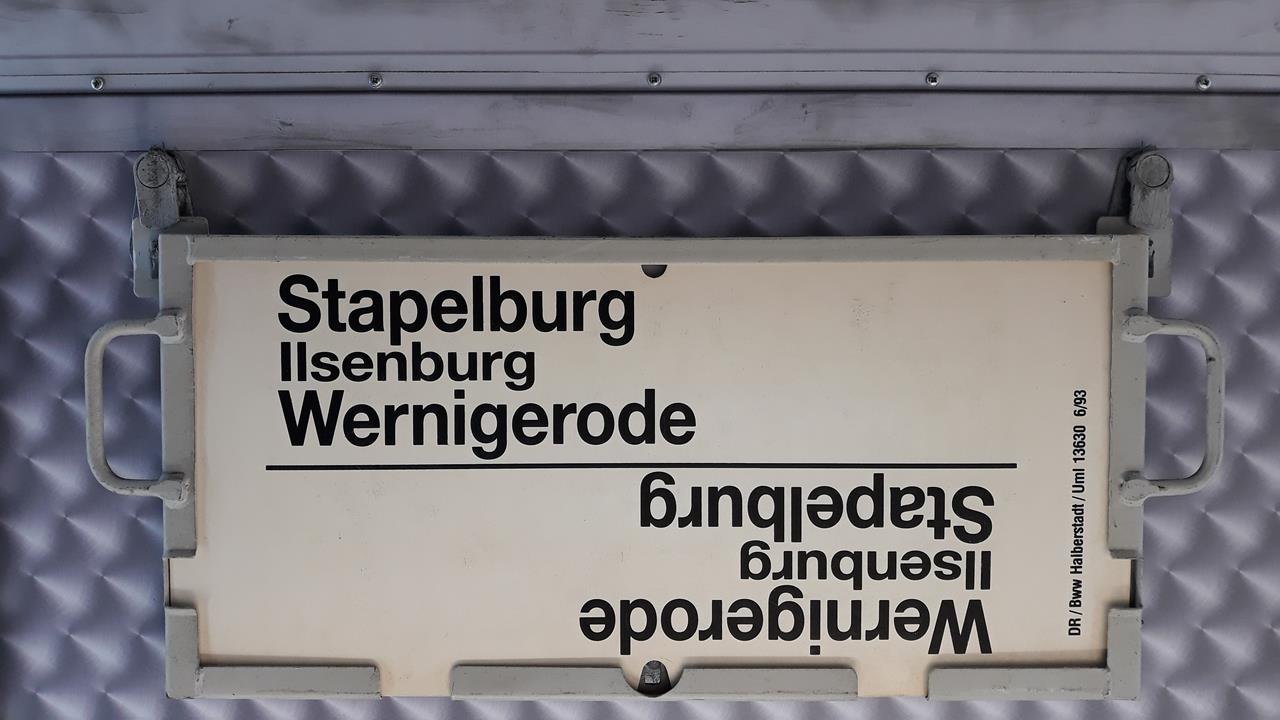 Stapelburg
Ilsenburg
Wernigerode
Wernigerode
Ilsenburg
Stapelburg
DR / Bww Halberstadt / Uml 13630 6/93